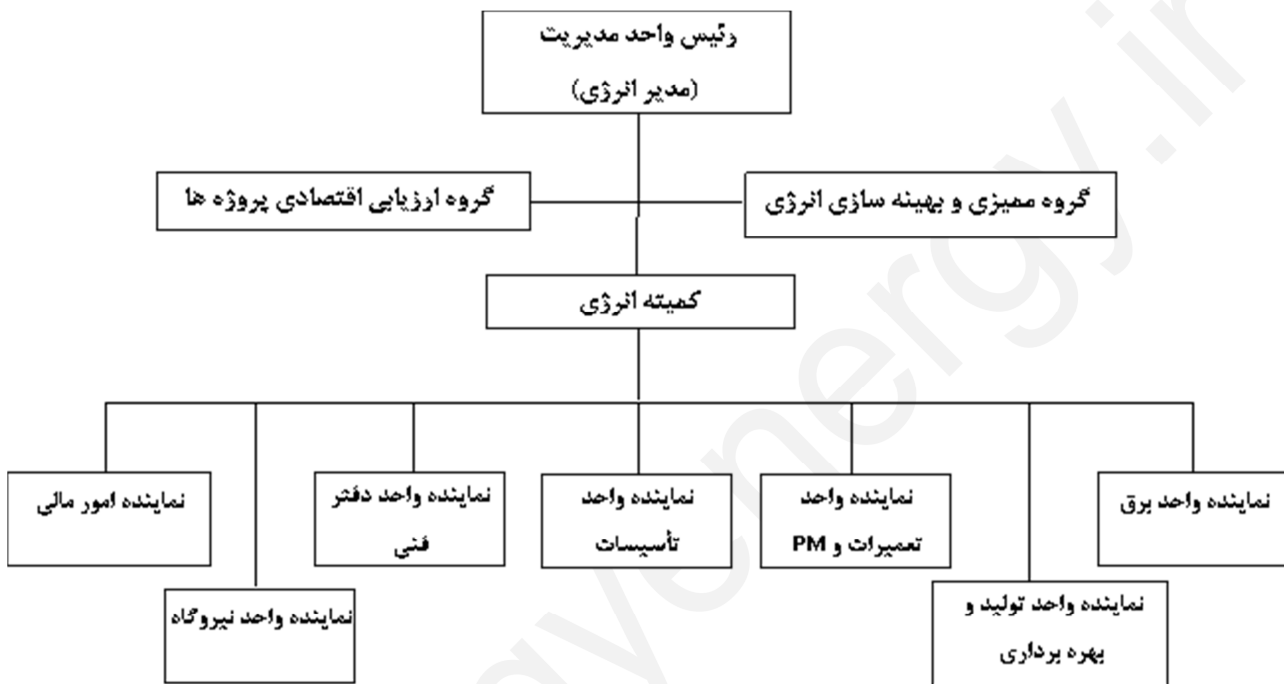 رئیس واحد مدیریت
(مدیر انرژی)
گروه ممیزی و بهینه سازی انرژی
گروه ارزیابی اقتصادی پروژه ها
کمیته انرژی
نماینده واحد برق
نماینده واحد تولید و
بهره برداری
نماینده واحد
تعمیرات و PM
نماینده واحد
تأسیسات
نماینده واحد دفتر
فنی
نماینده واحد نیروگاه
نماینده امور مالی
gyenergy.ir